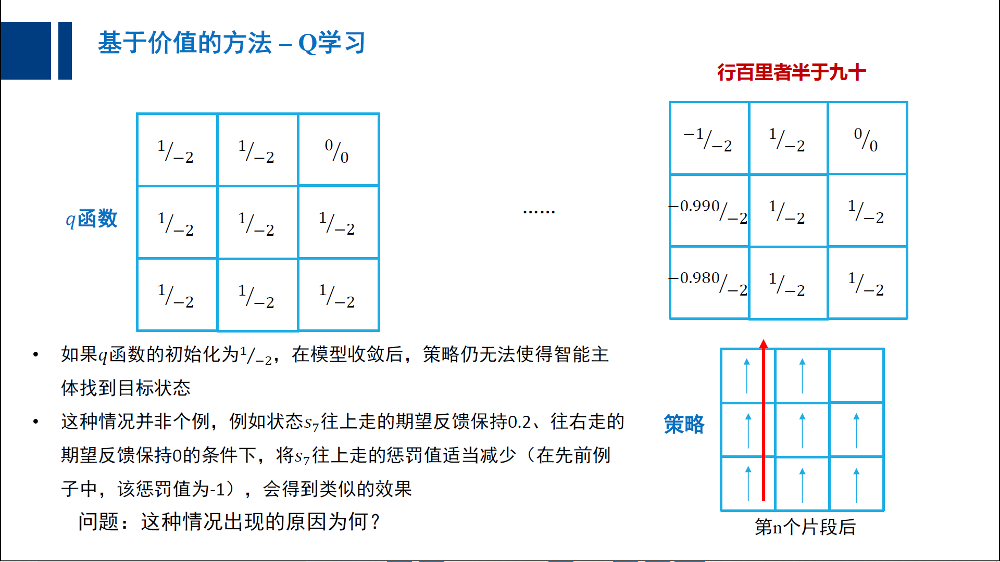 基于价值的方法 – Q学习
行百里者半于九十
1/−2 1/−2 0/0
1/−2 1/−2 1/−2
1/−2 1/−2 1/−2
q函数
……
−1/−2 1/−2 0/0
−0.990/−2 1/−2 1/−2
−0.980/−2 1/−2 1/−2
• 如果q函数的初始化为1/−2，在模型收敛后，策略仍无法使得智能主
体找到目标状态
• 这种情况并非个例，例如状态s7往上走的期望反馈保持0.2、往右走的
期望反馈保持0的条件下，将s7往上走的惩罚值适当减少（在先前例
子中，该惩罚值为-1），会得到类似的效果
问题：这种情况出现的原因为何？
策略
第n个片段后